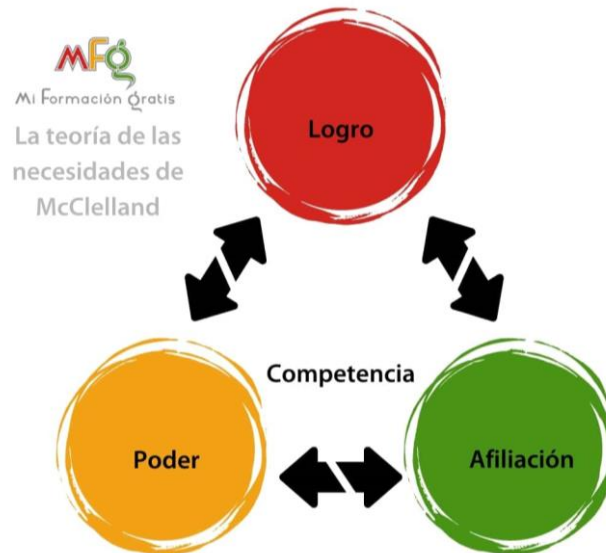 MFg
Mi Formación gratis
La teoría de las
necesidades de
McClelland
Logro
Competencia
Poder
Afiliación